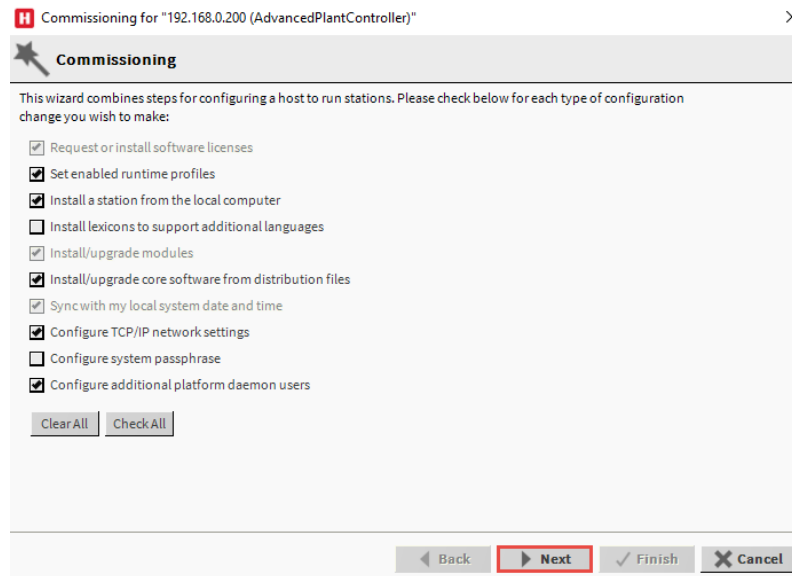 H Commissioning for "192.168.0.200 (AdvancedPlantController)"
Commissioning
This wizard combines steps for configuring a host to run stations. Please check below for each type of configuration
change you wish to make:
Request or install software licenses
Set enabled runtime profiles
Install a station from the local computer
Install lexicons to support additional languages
Install/upgrade modules
Install/upgrade core software from distribution files
Sync with my local system date and time
Configure TCP/IP network settings
Configure system passphrase
Configure additional platform daemon users
Clear All Check All
Back Next Finish Cancel